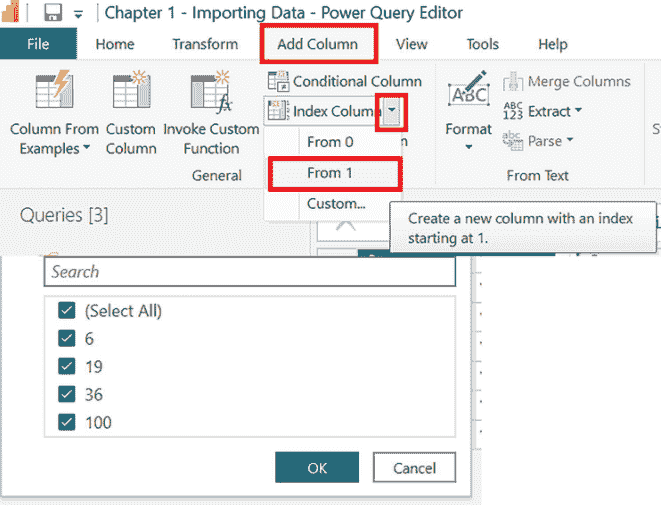 Chapter 1 - Importing Data - Power Query Editor
File Home Transform Add Column View Tools Help
Column From Examples
Custom Column
Invoke Custom Function
Conditional Column
Index Column
From 0
From 1
Custom...
General
Format
Merge Columns
ABC
123 Extract
abc Parse
From Text
Queries [3]
Create a new column with an index
starting at 1.
Search
(Select All)
6
19
36
100
OK Cancel